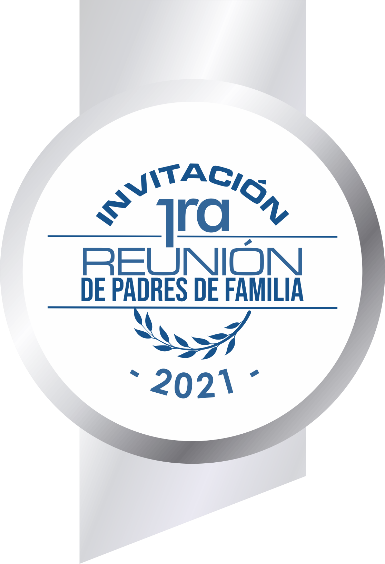 INVITACIÓN
1ra
REUNIÓN
DE PADRES DE FAMILIA
- 2021 -